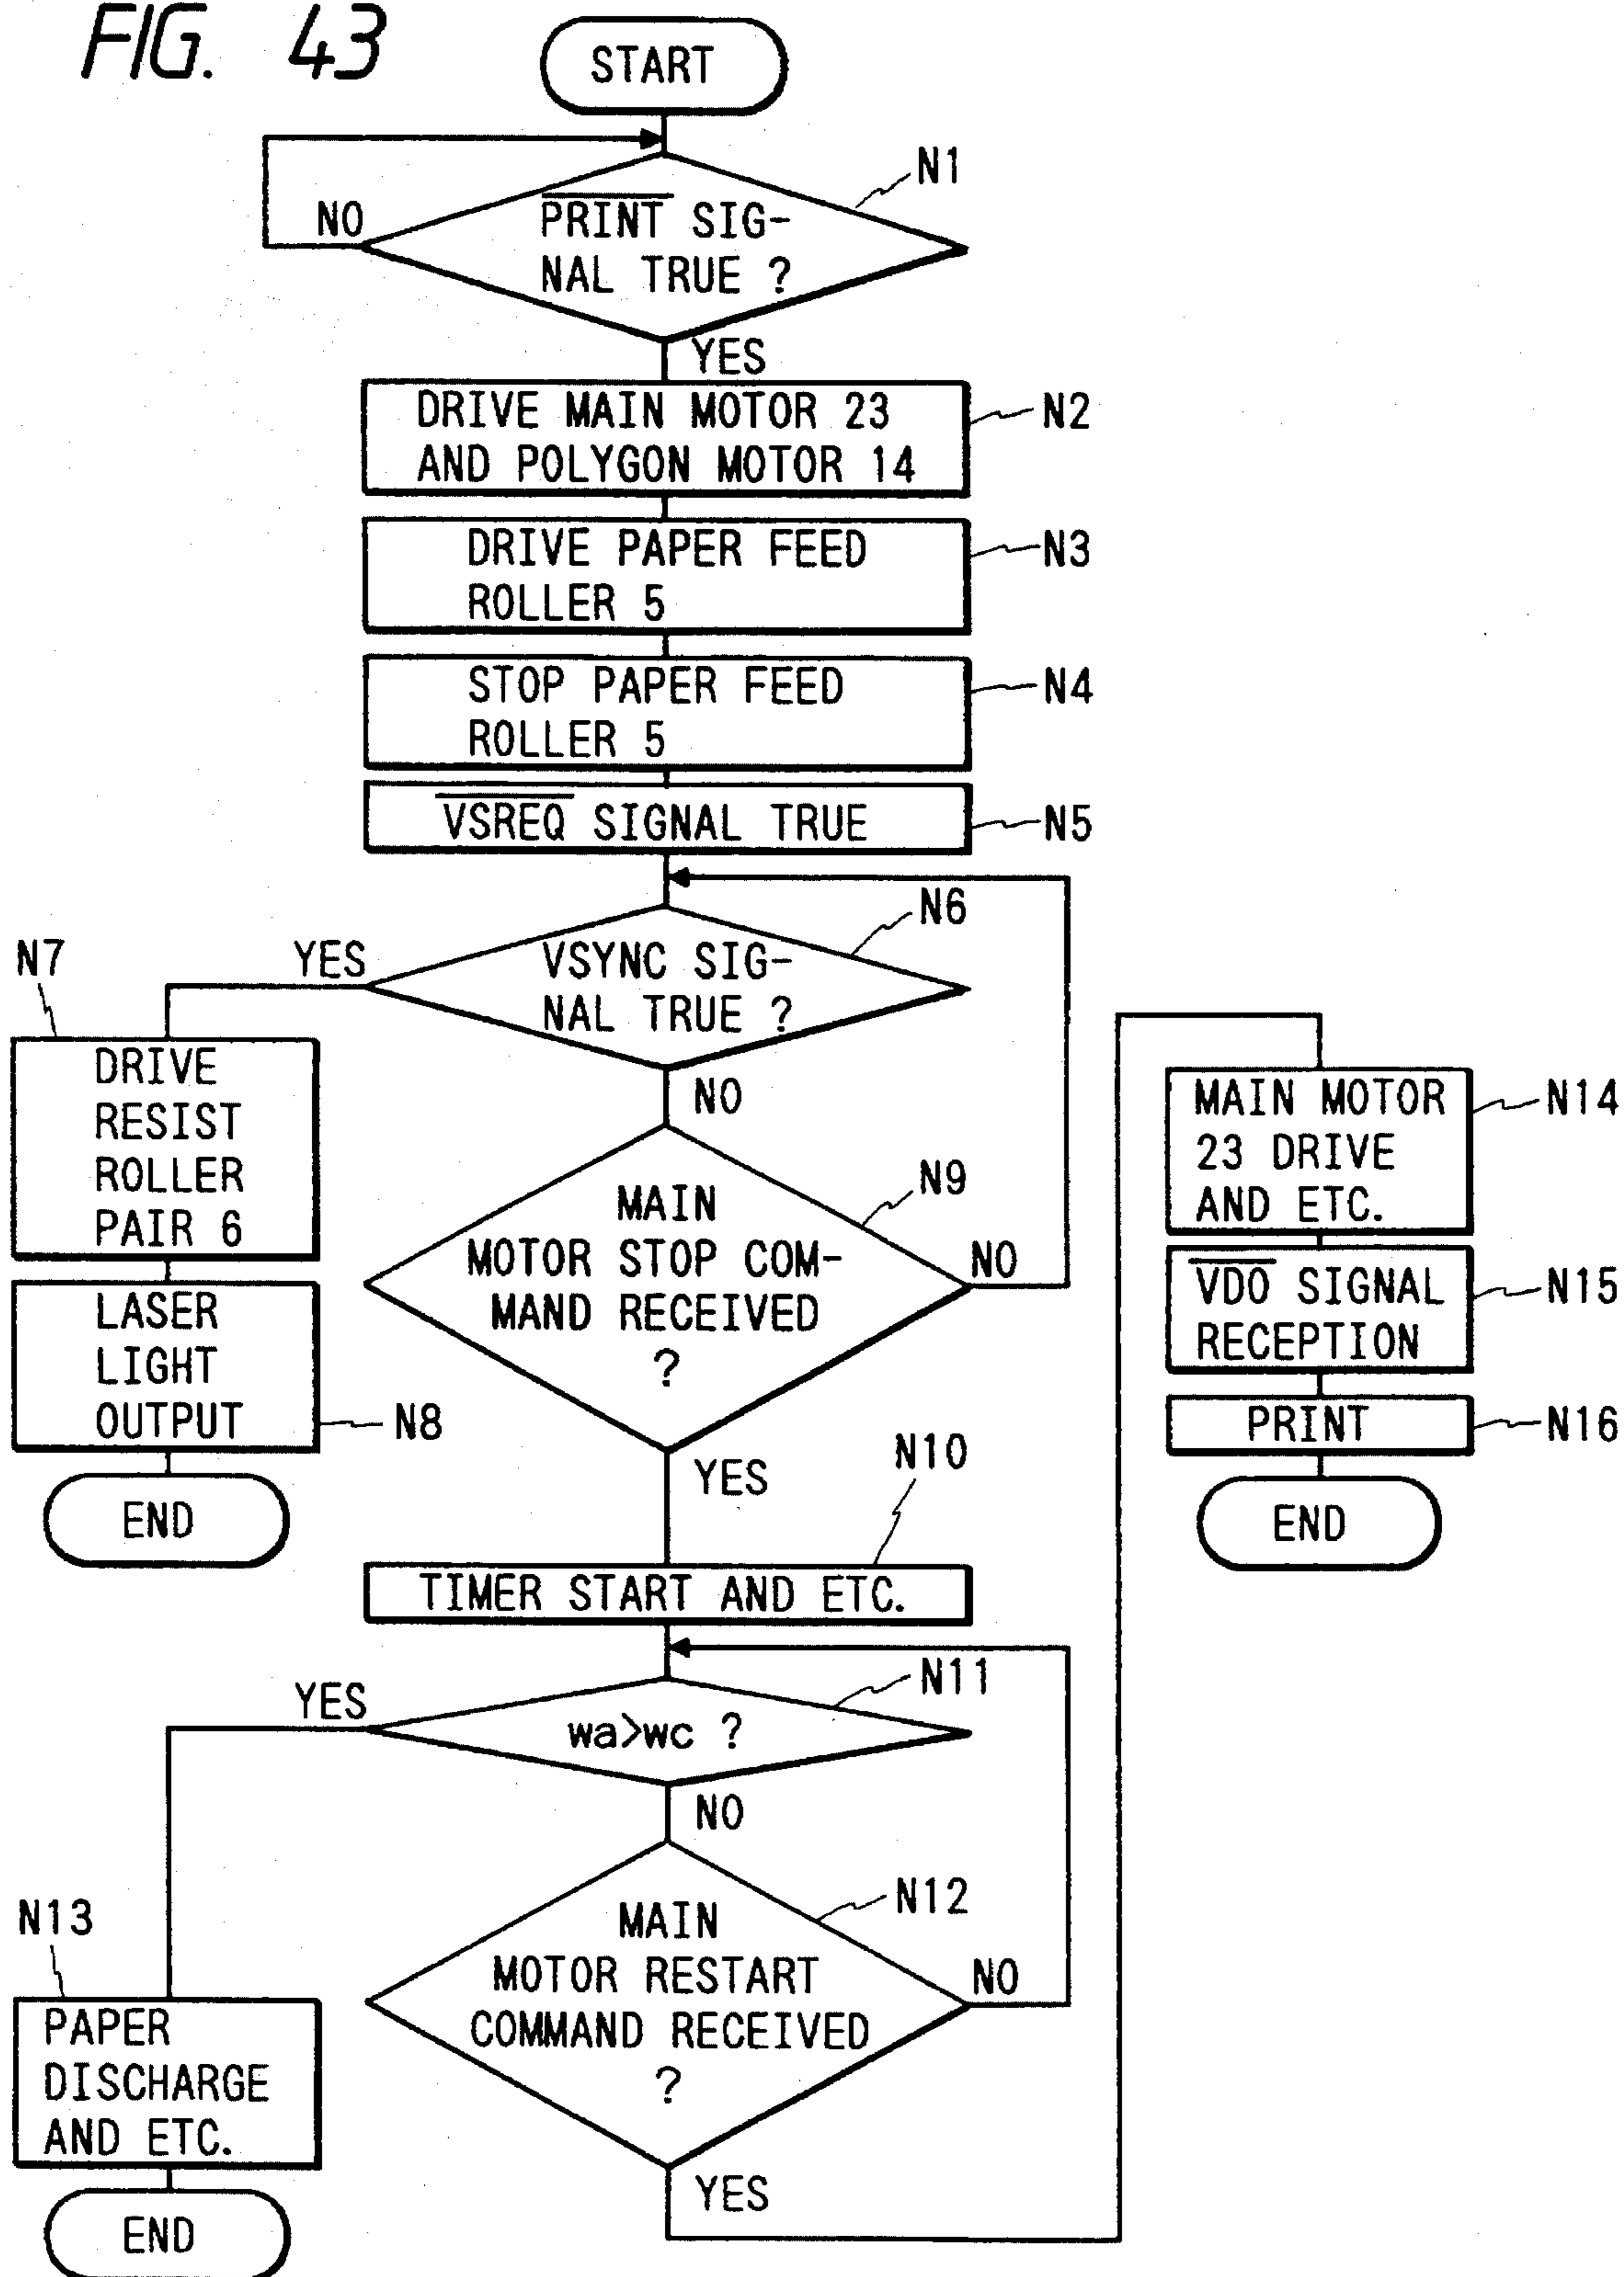 FIG. 43
START
N1
NO
PRINT SIG-
NAL TRUE ?
YES
DRIVE MAIN MOTOR 23
AND POLYGON MOTOR 14
N2
DRIVE PAPER FEED
ROLLER 5
N3
STOP PAPER FEED
ROLLER 5
N4
VSREQ SIGNAL TRUE
N5
N6
VSYNC SIG-
NAL TRUE ?
YES
NO
N7
DRIVE
RESIST
ROLLER
PAIR 6
LASER
LIGHT
OUTPUT
N8
END
N9
MAIN
MOTOR STOP COM-
MAND RECEIVED
?
NO
YES
N10
TIMER START AND ETC.
N11
YES
wa>wc ?
NO
N12
MAIN
MOTOR RESTART
COMMAND RECEIVED
?
NO
YES
N13
PAPER
DISCHARGE
AND ETC.
END
MAIN MOTOR
23 DRIVE
AND ETC.
N14
VDO SIGNAL
RECEPTION
N15
PRINT
N16
END